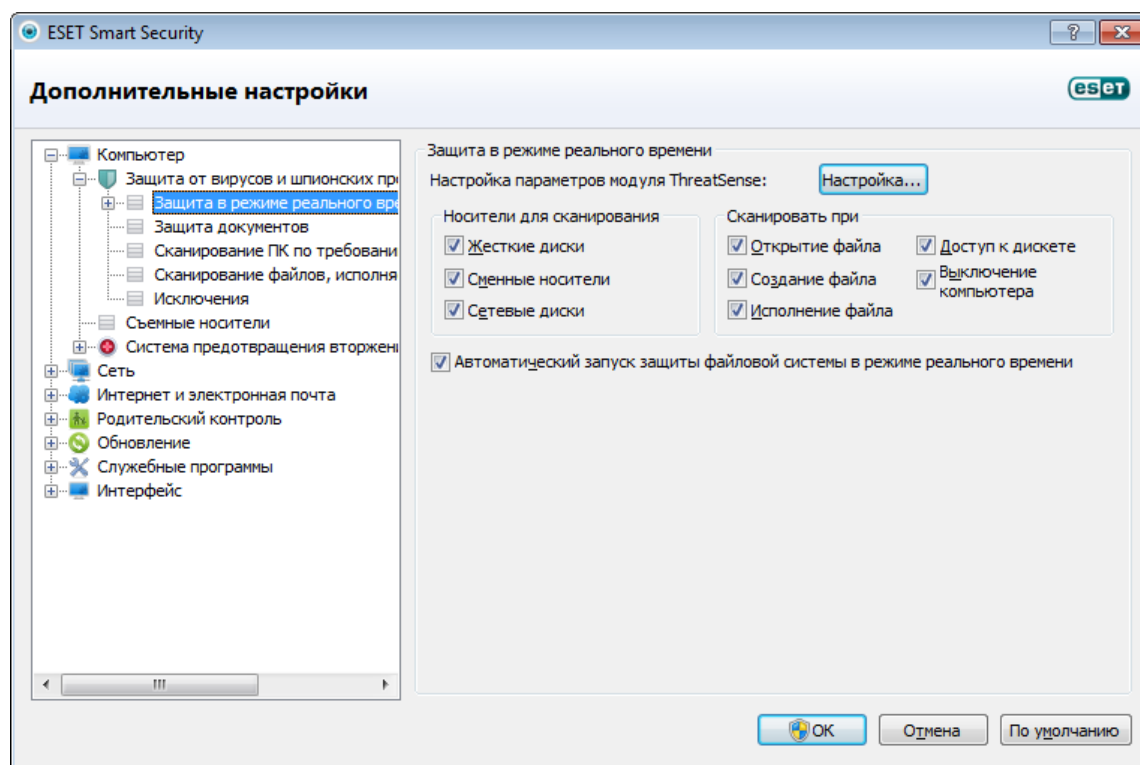 ESET Smart Security
Дополнительные настройки
eseт
Компьютер
Защита от вирусов и шпионских пр
Защита в режиме реального вре
Защита документов
Сканирование ПК по требовани
Сканирование файлов, исполня
Исключения
Съемные носители
Система предотвращения вторжен
Сеть
Интернет и электронная почта
Родительский контроль
Обновление
Служебные программы
Интерфейс
Защита в режиме реального времени
Настройка параметров модуля ThreatSense:
Настройка...
Носители для сканирования
Жесткие диски
Сменные носители
Сетевые диски
Сканировать при
Открытие файла
Создание файла
Исполнение файла
Доступ к дискете
Выключение
компьютера
Автоматический запуск защиты файловой системы в режиме реального времени
OK
Отмена
По умолчанию